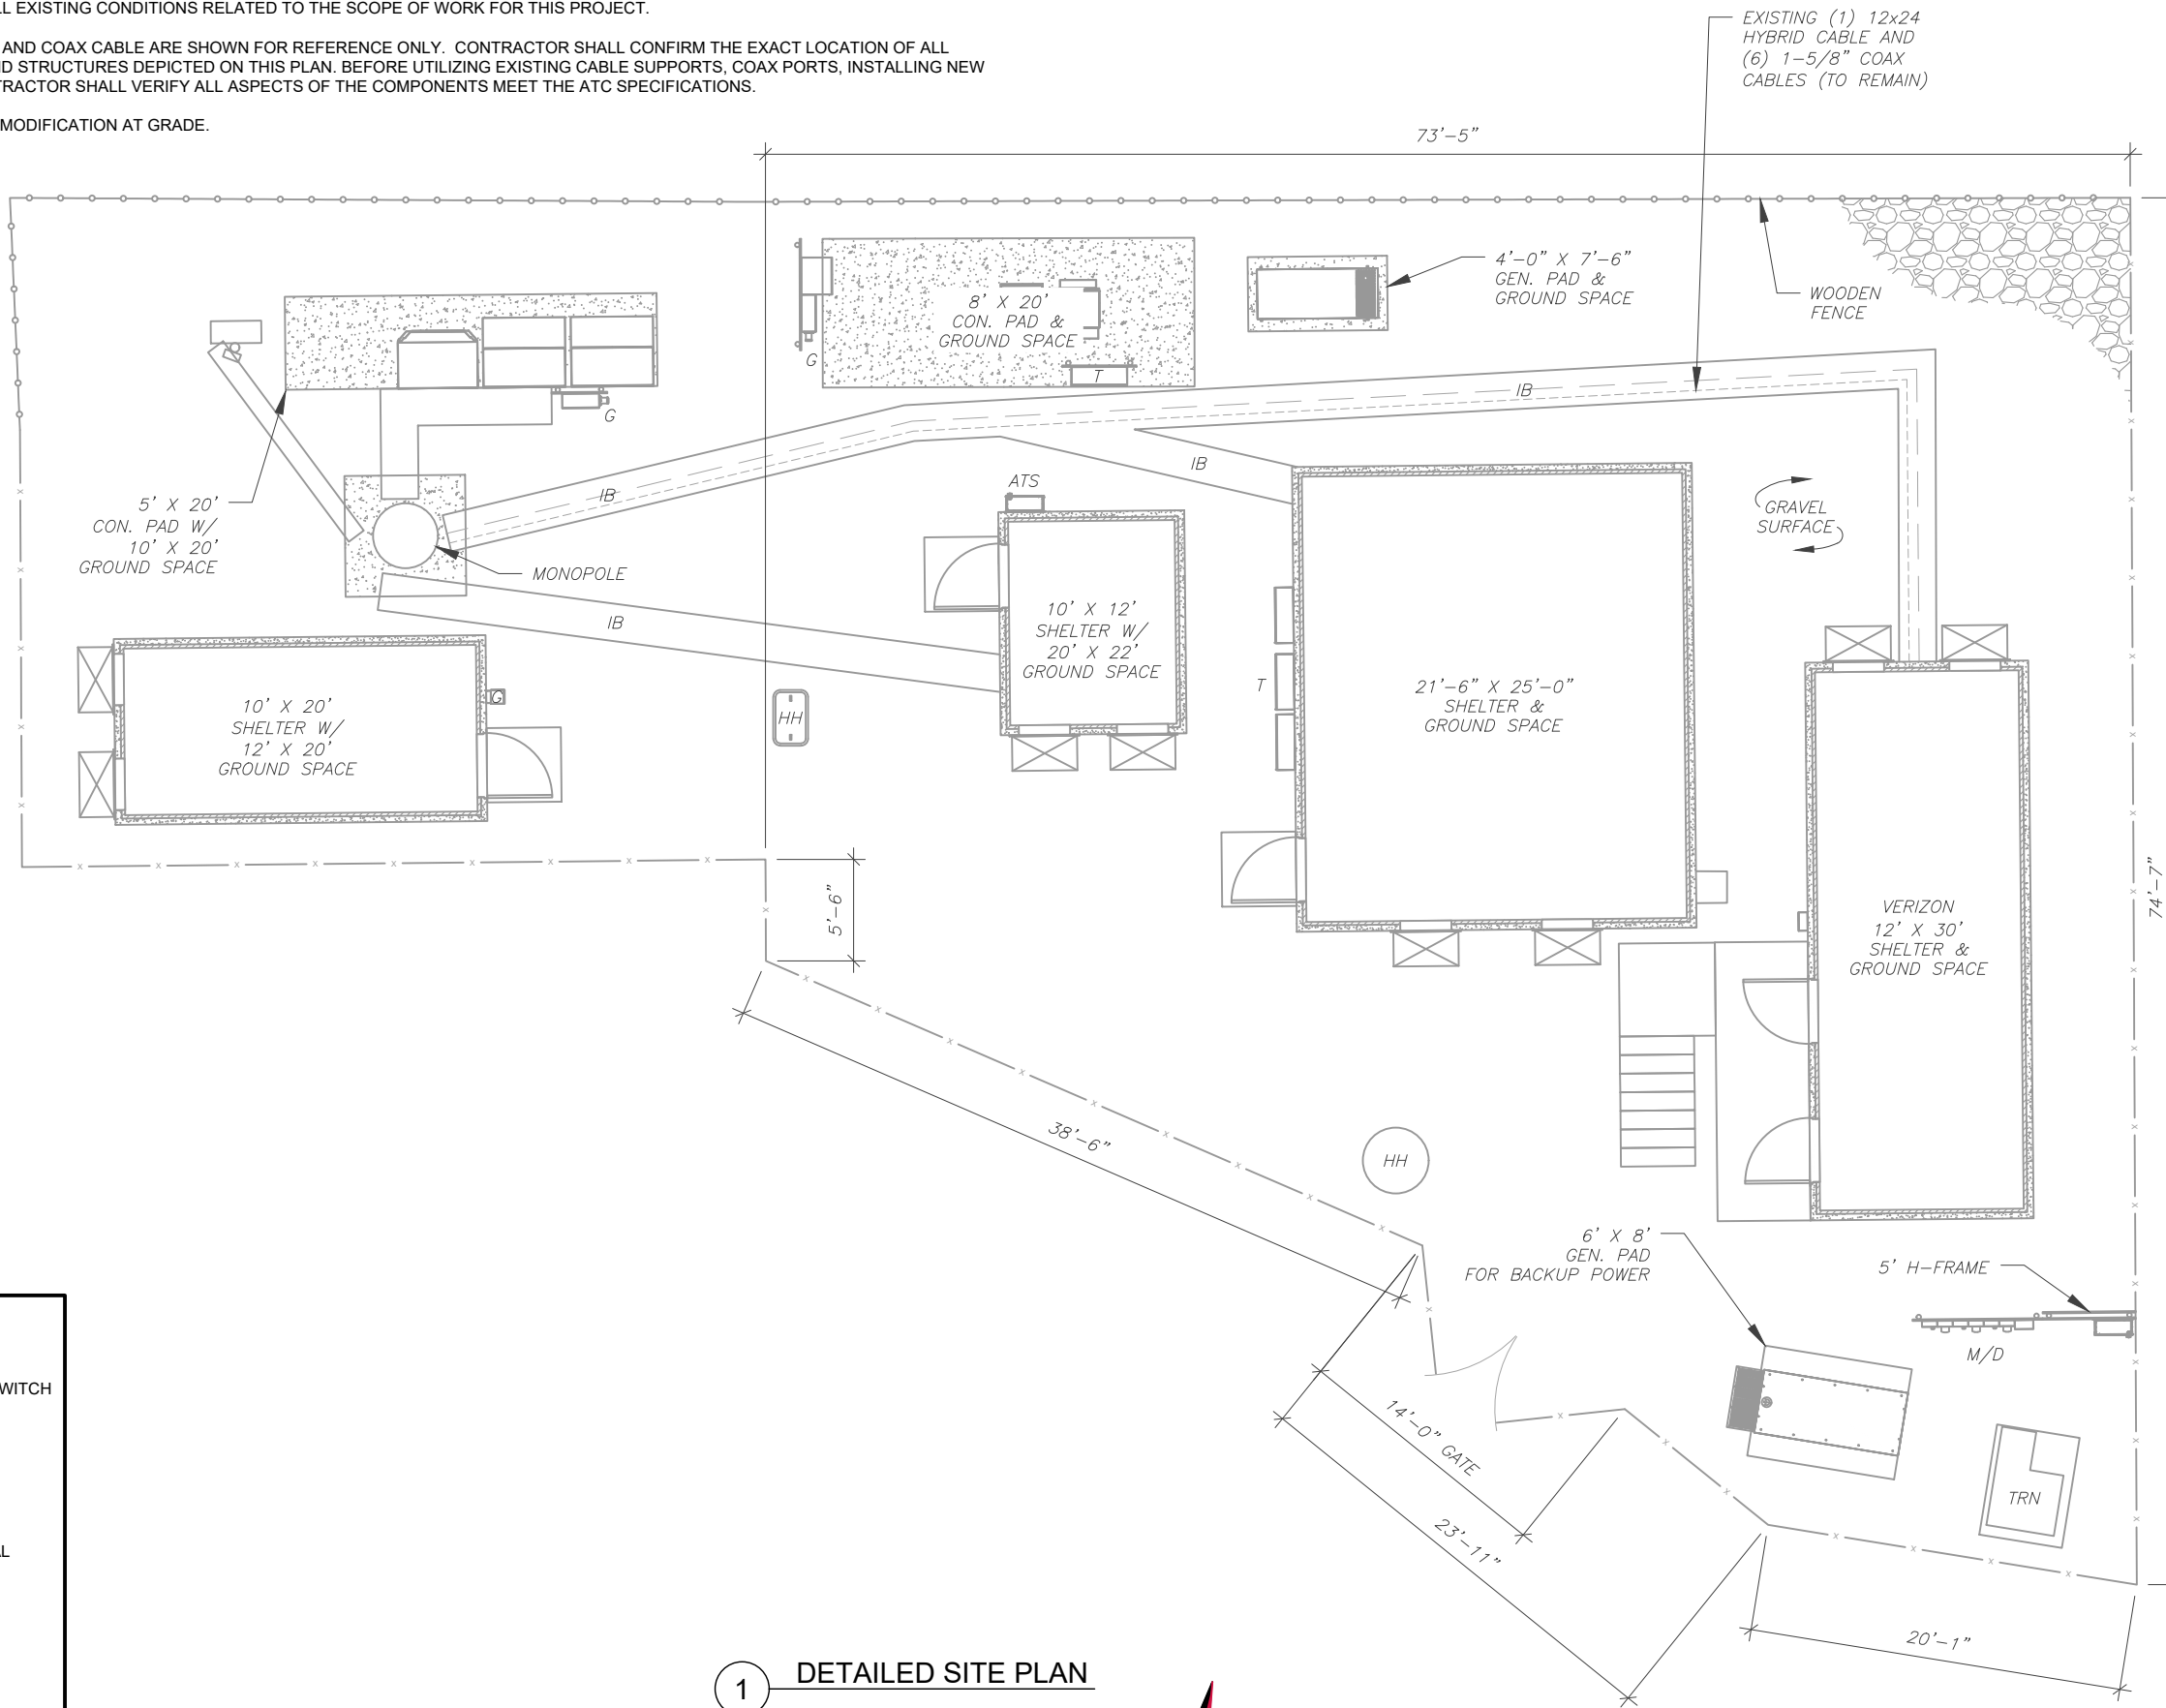 LL EXISTING CONDITIONS RELATED TO THE SCOPE OF WORK FOR THIS PROJECT.
AND COAX CABLE ARE SHOWN FOR REFERENCE ONLY. CONTRACTOR SHALL CONFIRM THE EXACT LOCATION OF ALL
ID STRUCTURES DEPICTED ON THIS PLAN. BEFORE UTILIZING EXISTING CABLE SUPPORTS, COAX PORTS, INSTALLING NEW
TRACTOR SHALL VERIFY ALL ASPECTS OF THE COMPONENTS MEET THE ATC SPECIFICATIONS.
MODIFICATION AT GRADE.
EXISTING (1) 12x24
HYBRID CABLE AND
(6) 1-5/8" COAX
CABLES (TO REMAIN)
73'-5"
8' X 20'
CON. PAD &
GROUND SPACE
G
T
4'-0" X 7'-6"
GEN. PAD &
GROUND SPACE
WOODEN
FENCE
G
IB
IB
IB
5' X 20'
CON. PAD W/
10' X 20'
GROUND SPACE
ATS
GRAVEL
SURFACE
MONOPOLE
IB
10' X 12'
SHELTER W/
20' X 22'
GROUND SPACE
10' X 20'
SHELTER W/
12' X 20'
GROUND SPACE
G
HH
T
21'-6" X 25'-0"
SHELTER &
GROUND SPACE
5'-6"
VERIZON
12' X 30'
SHELTER &
GROUND SPACE
74'-7"
38'-6"
HH
6' X 8'
GEN. PAD
FOR BACKUP POWER
5' H-FRAME
M/D
WITCH
14'-0" GATE
23'-11"
TRN
AL
20'-1"
1
DETAILED SITE PLAN